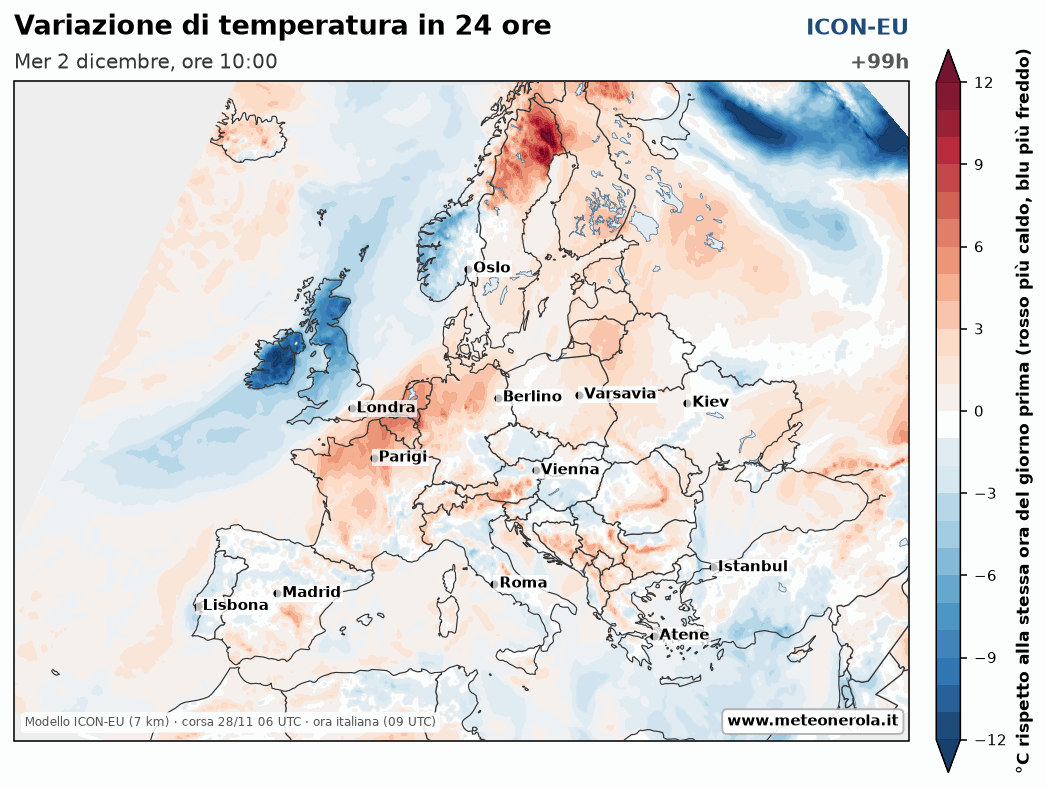 Variazione di temperatura in 24 ore
ICON-EU
Mer 2 dicembre, ore 10:00
+99h
Oslo
Londra
Berlino
Varsavia
Kiev
Parigi
Vienna
Roma
Istanbul
Madrid
Lisbona
Atene
Modello ICON-EU (7 km) · corsa 28/11 06 UTC · ora italiana (09 UTC)
www.meteonerola.it
12
9
6
3
0
−3
−6
−9
−12
°C rispetto alla stessa ora del giorno prima (rosso più caldo, blu più freddo)